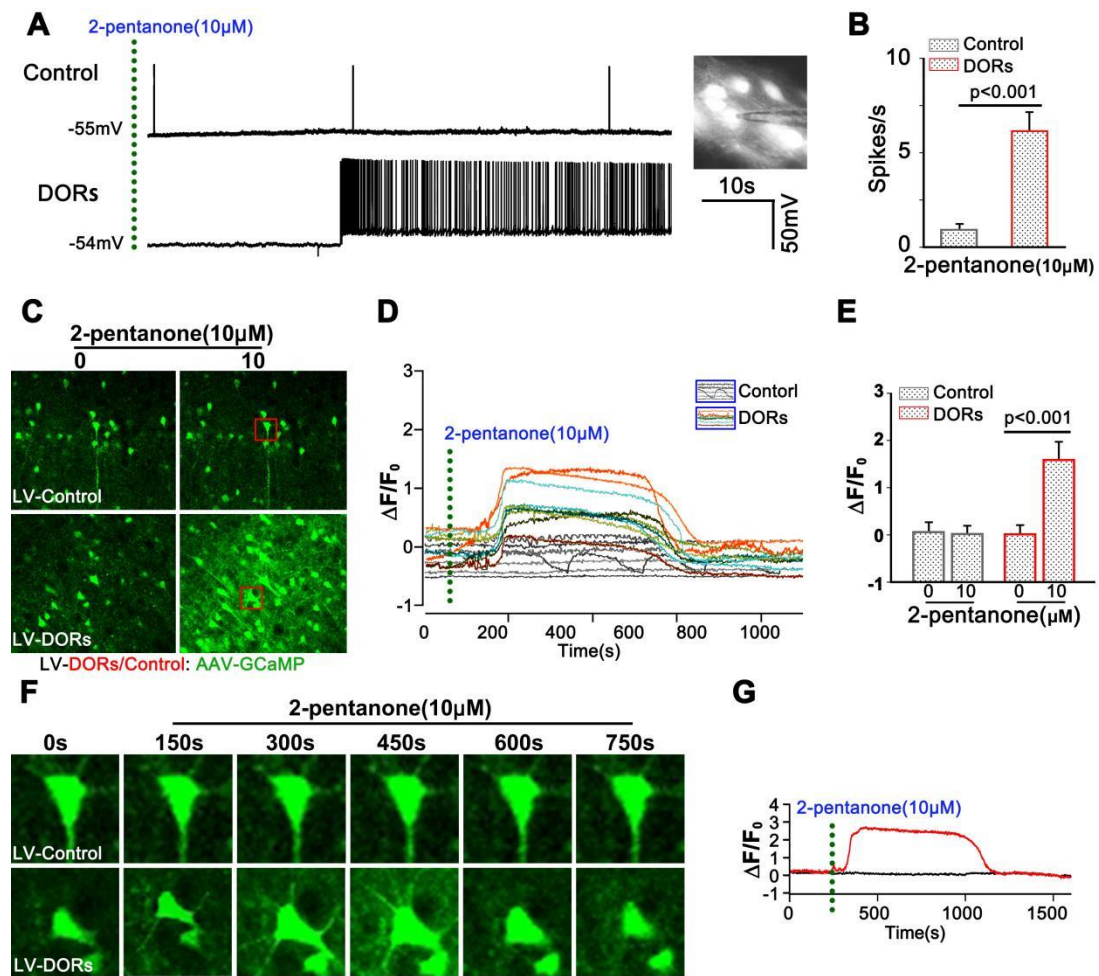 A
2-pentanone(10µM)
Control
-55mV
DORs
-54mV
10s
50mV
B
Control
DORs
p<0.001
Spikes/s
10
5
0
2-pentanone(10µM)
C
2-pentanone(10µM)
0 10
LV-Control
LV-DORs
LV-DORs/Control: AAV-GCaMP
D
Contorl
DORs
2-pentanone(10µM)
ΔF/F0
3
2
1
0
-1
0 200 400 600 800 1000
Time(s)
E
Control
DORs
p<0.001
ΔF/F0
3
2
1
0
-1
0 10 0 10
2-pentanone(µM)
F
2-pentanone(10µM)
0s 150s 300s 450s 600s 750s
LV-Control
LV-DORs
G
2-pentanone(10µM)
ΔF/F0
4
3
2
1
0
-1
0 500 1000 1500
Time(s)